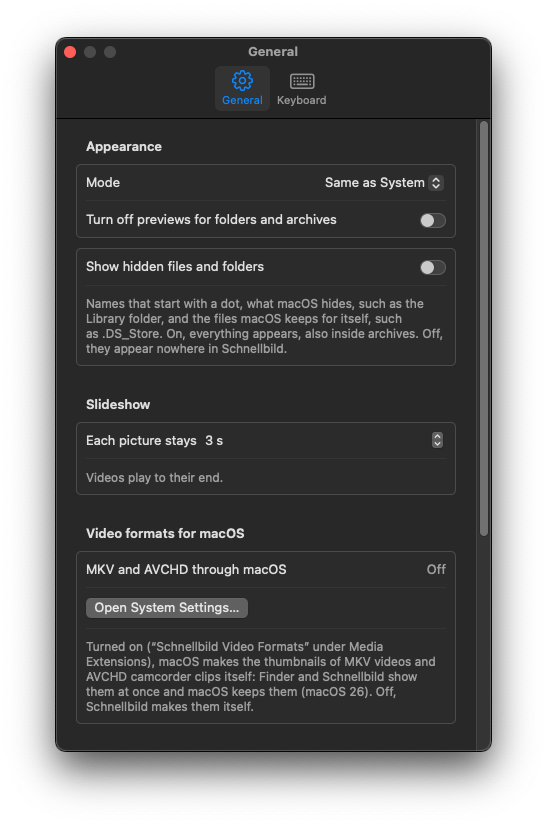 General
General
Keyboard
Appearance
Mode
Same as System
Turn off previews for folders and archives
Show hidden files and folders
Names that start with a dot, what macOS hides, such as the
Library folder, and the files macOS keeps for itself, such
as .DS_Store. On, everything appears, also inside archives. Off,
they appear nowhere in Schnellbild.
Slideshow
Each picture stays 3 s
Videos play to their end.
Video formats for macOS
MKV and AVCHD through macOS
Off
Open System Settings...
Turned on (“Schnellbild Video Formats” under Media
Extensions), macOS makes the thumbnails of MKV videos and
AVCHD camcorder clips itself: Finder and Schnellbild show
them at once and macOS keeps them (macOS 26). Off,
Schnellbild makes them itself.